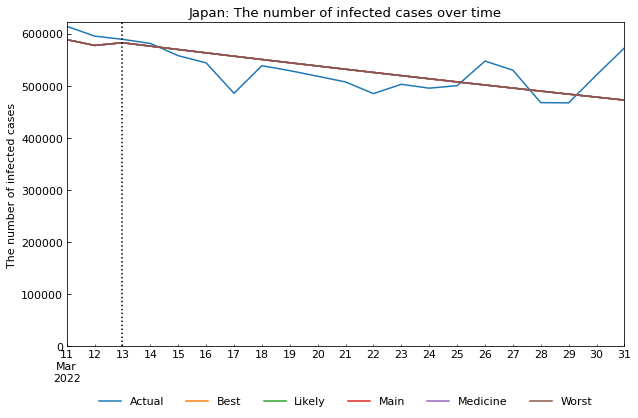 Japan: The number of infected cases over time
The number of infected cases
600000
500000
400000
300000
200000
100000
0
11 12 13 14 15 16 17 18 19 20 21 22 23 24 25 26 27 28 29 30 31
Mar
2022
Actual Best Likely Main Medicine Worst